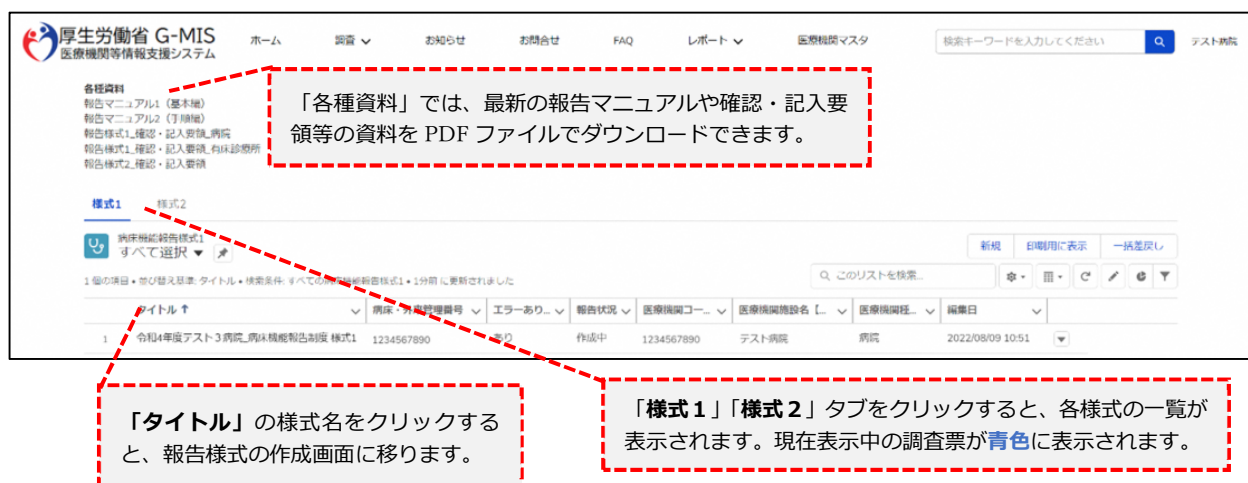 厚生労働省 G-MIS
医療機関等情報支援システム
ホーム 調査 お知らせ お問合せ FAQ レポート 医療機関マスタ 検索キーワードを入力してください テスト病院
各種資料
報告マニュアル1（基本編）
報告マニュアル2（手順編）
報告様式1_確認・記入要領_病院
報告様式1_確認・記入要領_有床診療所
報告様式2_確認・記入要領
「各種資料」では、最新の報告マニュアルや確認・記入要
領等の資料を PDF ファイルでダウンロードできます。
様式1 様式2
病床機能報告様式1
すべて選択
新規 印刷用に表示 一括差戻し
1 個の項目 • 並び替え基準: タイトル • 検索条件: すべての病床機能報告様式1 • 1分前 に更新されました
このリストを検索...
タイトル ↑ 病床・外来管理番号 エラーあり... 報告状況 医療機関コー... 医療機関施設名【... 医療機関種... 編集日
1 令和4年度テスト3病院_病床機能報告制度 様式1 1234567890 あり 作成中 1234567890 テスト病院 病院 2022/08/09 10:51
「タイトル」の様式名をクリックする
と、報告様式の作成画面に移ります。
「様式１」「様式２」タブをクリックすると、各様式の一覧が
表示されます。現在表示中の調査票が青色に表示されます。